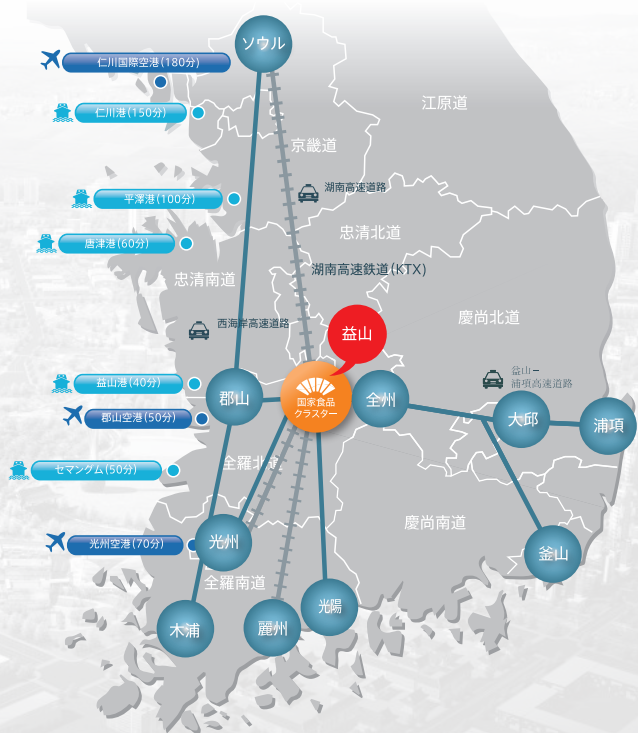 ソウル
仁川国際空港(180分)
江原道
仁川港(150分)
京畿道
湖南高速道路
平澤港(100分)
忠清北道
唐津港(60分)
湖南高速鉄道(KTX)
忠清南道
慶尚北道
西海岸高速道路
益山
益山－
浦項高速道路
益山港(40分)
郡山
国家食品
クラスター
全州
郡山空港(50分)
大邱
浦項
全羅北道
セマングム(50分)
慶尚南道
光州
光州空港(70分)
釜山
全羅南道
光陽
木浦
麗州